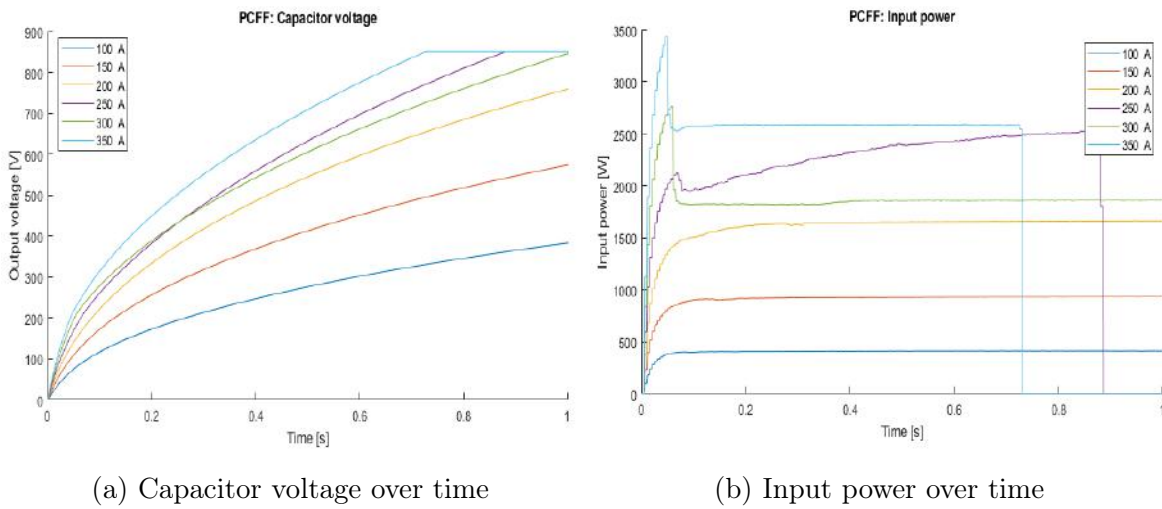 PCFF: Capacitor voltage
900
800
700
600
500
400
300
200
100
0
Output voltage [V]
100 A
150 A
200 A
250 A
300 A
350 A
0
0.2
0.4
0.6
0.8
1
Time [s]
PCFF: Input power
3500
3000
2500
2000
1500
1000
500
0
Input power [W]
100 A
150 A
200 A
250 A
300 A
350 A
0
0.2
0.4
0.6
0.8
1
Time [s]
(a) Capacitor voltage over time
(b) Input power over time